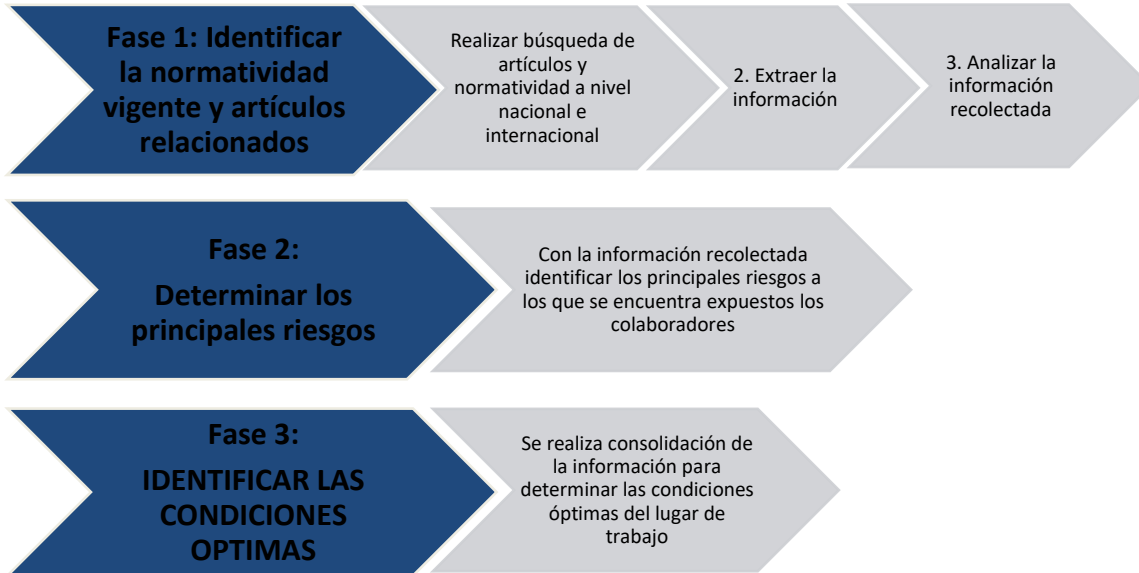 Fase 1: Identificar
la normatividad
vigente y artículos
relacionados
Realizar búsqueda de
artículos y
normatividad a nivel
nacional e
internacional
2. Extraer la
información
3. Analizar la
información
recolectada
Fase 2:
Determinar los
principales riesgos
Con la información recolectada
identificar los principales riesgos a
los que se encuentra expuestos los
colaboradores
Fase 3:
IDENTIFICAR LAS
CONDICIONES
OPTIMAS
Se realiza consolidación de
la información para
determinar las condiciones
óptimas del lugar de
trabajo